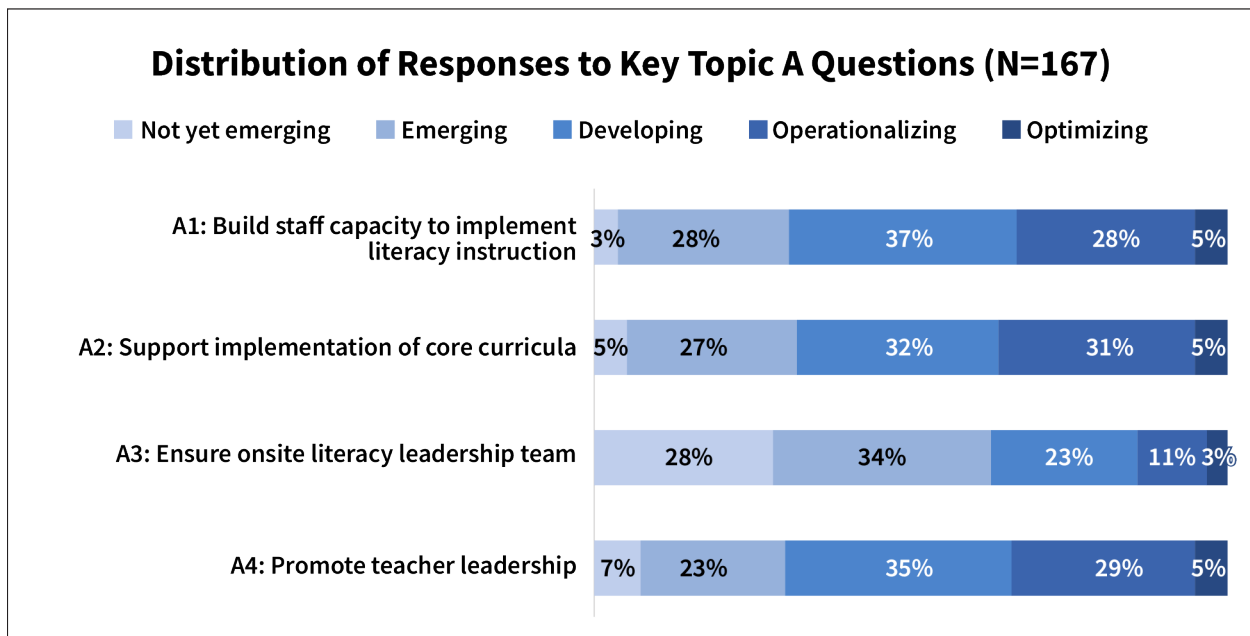 Distribution of Responses to Key Topic A Questions (N=167)
Not yet emerging Emerging Developing Operationalizing Optimizing
A1: Build staff capacity to implement
literacy instruction
3% 28% 37% 28% 5%
A2: Support implementation of core curricula
5% 27% 32% 31% 5%
A3: Ensure onsite literacy leadership team
28% 34% 23% 11% 3%
A4: Promote teacher leadership
7% 23% 35% 29% 5%